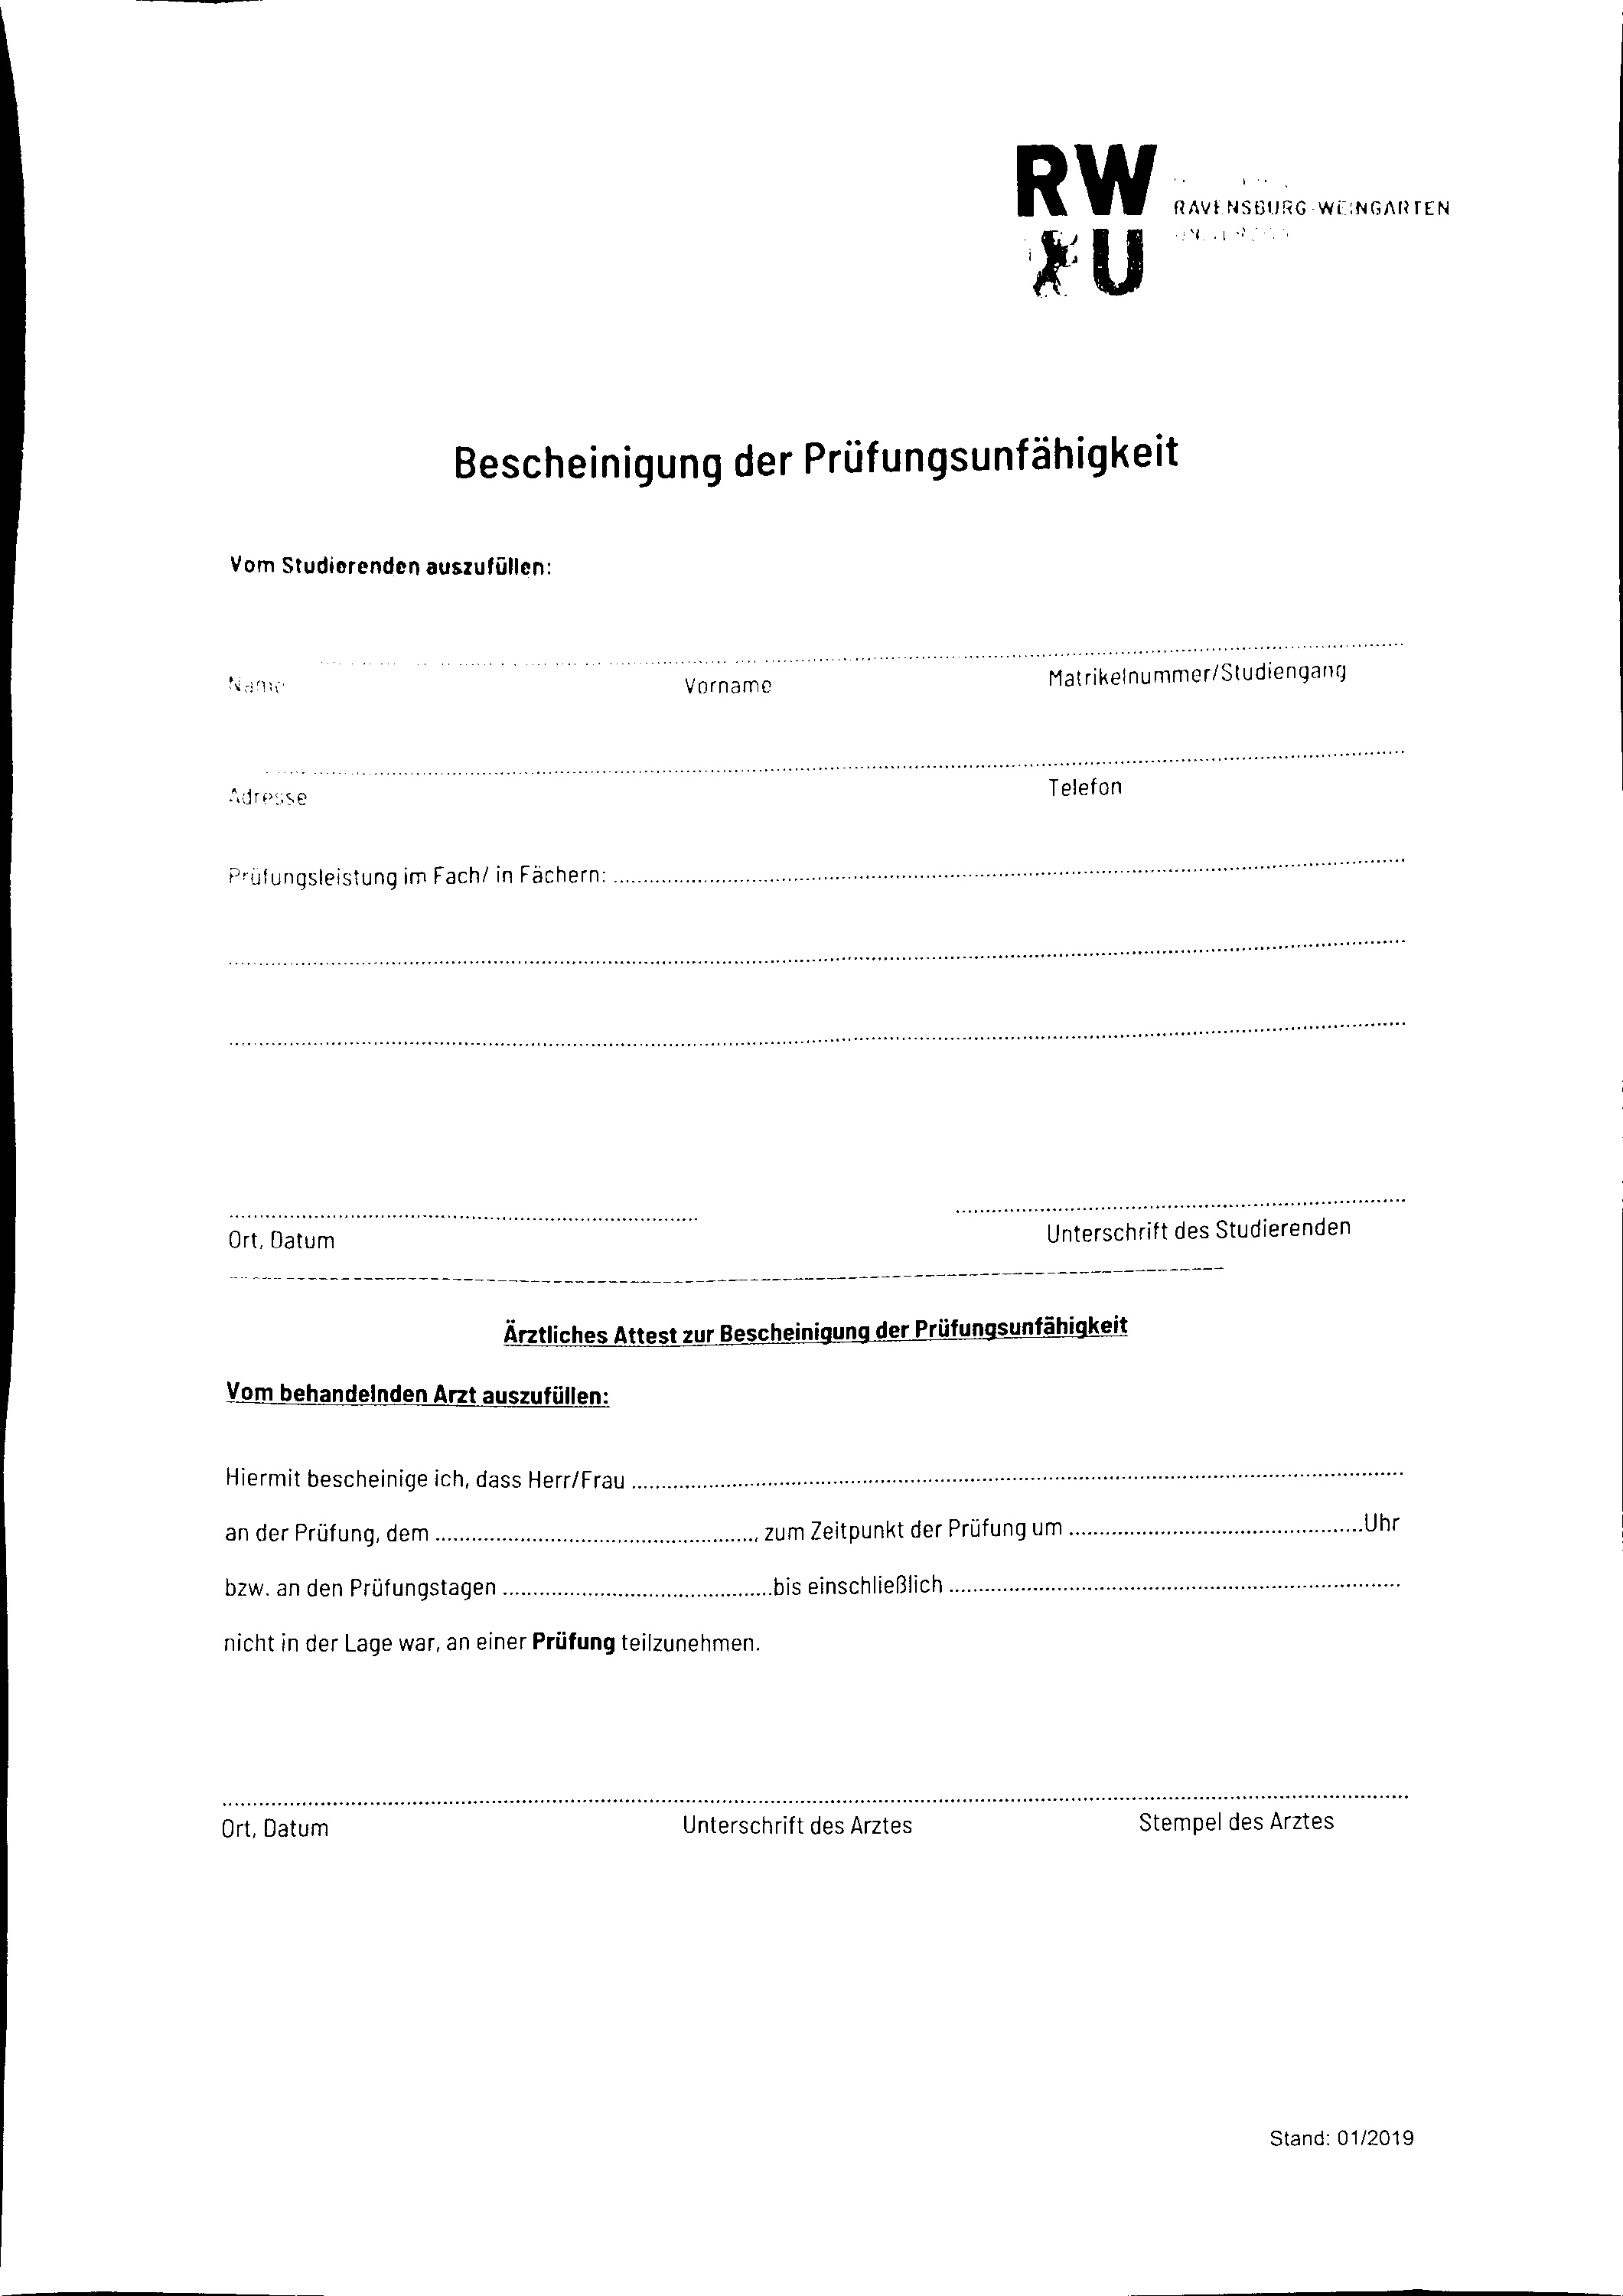 RW
U
RAVENSBURG-WEINGARTEN
Bescheinigung der Prüfungsunfähigkeit
Vom Studierenden auszufüllen:
Name Vorname Matrikelnummer/Studiengang
Adresse Telefon
Prüfungsleistung im Fach/ in Fächern:
Ort, Datum Unterschrift des Studierenden
Ärztliches Attest zur Bescheinigung der Prüfungsunfähigkeit
Vom behandelnden Arzt auszufüllen:
Hiermit bescheinige ich, dass Herr/Frau
an der Prüfung, dem , zum Zeitpunkt der Prüfung um Uhr
bzw. an den Prüfungstagen bis einschließlich
nicht in der Lage war, an einer Prüfung teilzunehmen.
Ort, Datum Unterschrift des Arztes Stempel des Arztes
Stand: 01/2019